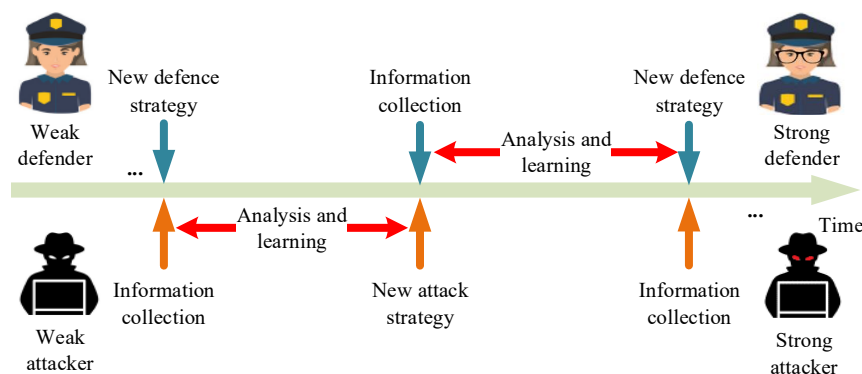 New defence
strategy
Information
collection
New defence
strategy
Weak
defender
Analysis and
learning
Strong
defender
...
Analysis and
learning
...
Time
Information
collection
New attack
strategy
Information
collection
Weak
attacker
Strong
attacker